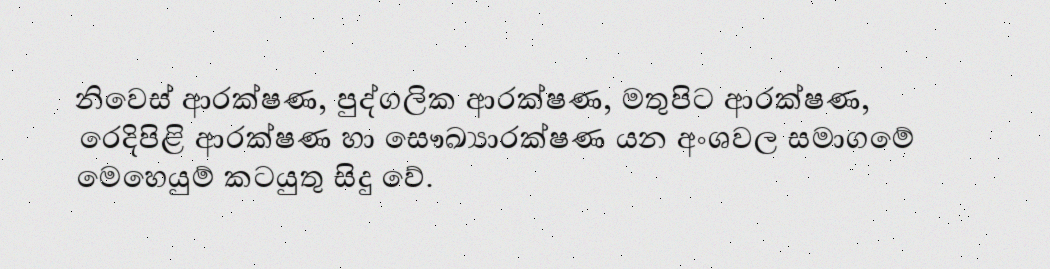 නිවෙස් ආරක්ෂණ, පුද්ගලික ආරක්ෂණ, මතුපිට ආරක්ෂණ,
රෙදිපිළි ආරක්ෂණ හා සෞඛ්‍යාරක්ෂණ යන අංශවල සමාගමේ
මෙහෙයුම් කටයුතු සිදු වේ.